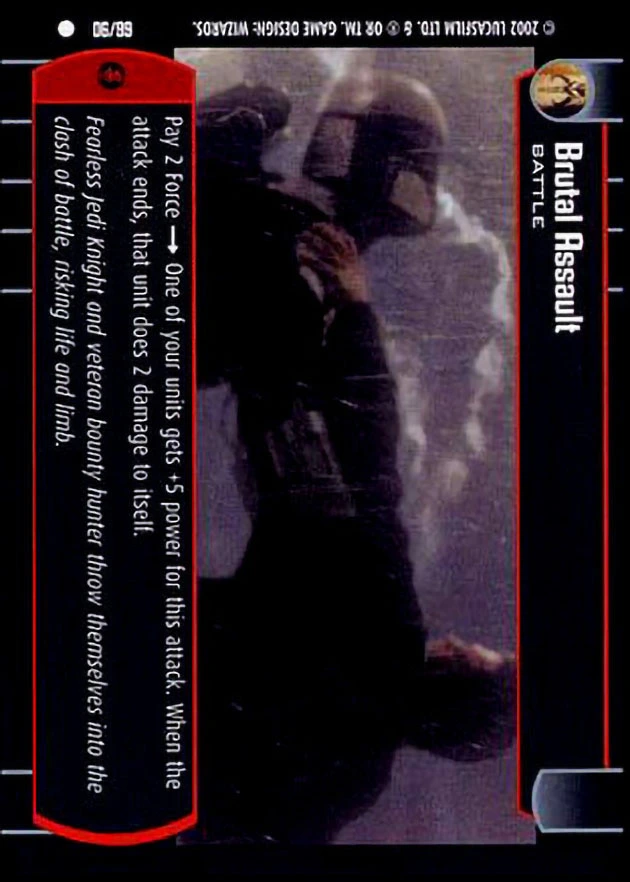 Brutal Assault
BATTLE
Pay 2 Force → One of your units gets +5 power for this attack. When the
attack ends, that unit does 2 damage to itself.
Fearless Jedi Knight and veteran bounty hunter throw themselves into the
clash of battle, risking life and limb.
© 2002 LUCASFILM LTD. & ® OR TM. GAME DESIGN: WIZARDS.
68/90